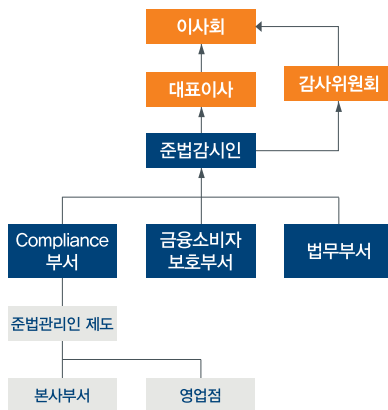 이사회
대표이사
감사위원회
준법감시인
Compliance
부서
금융소비자
보호부서
법무부서
준법관리인 제도
본사부서
영업점